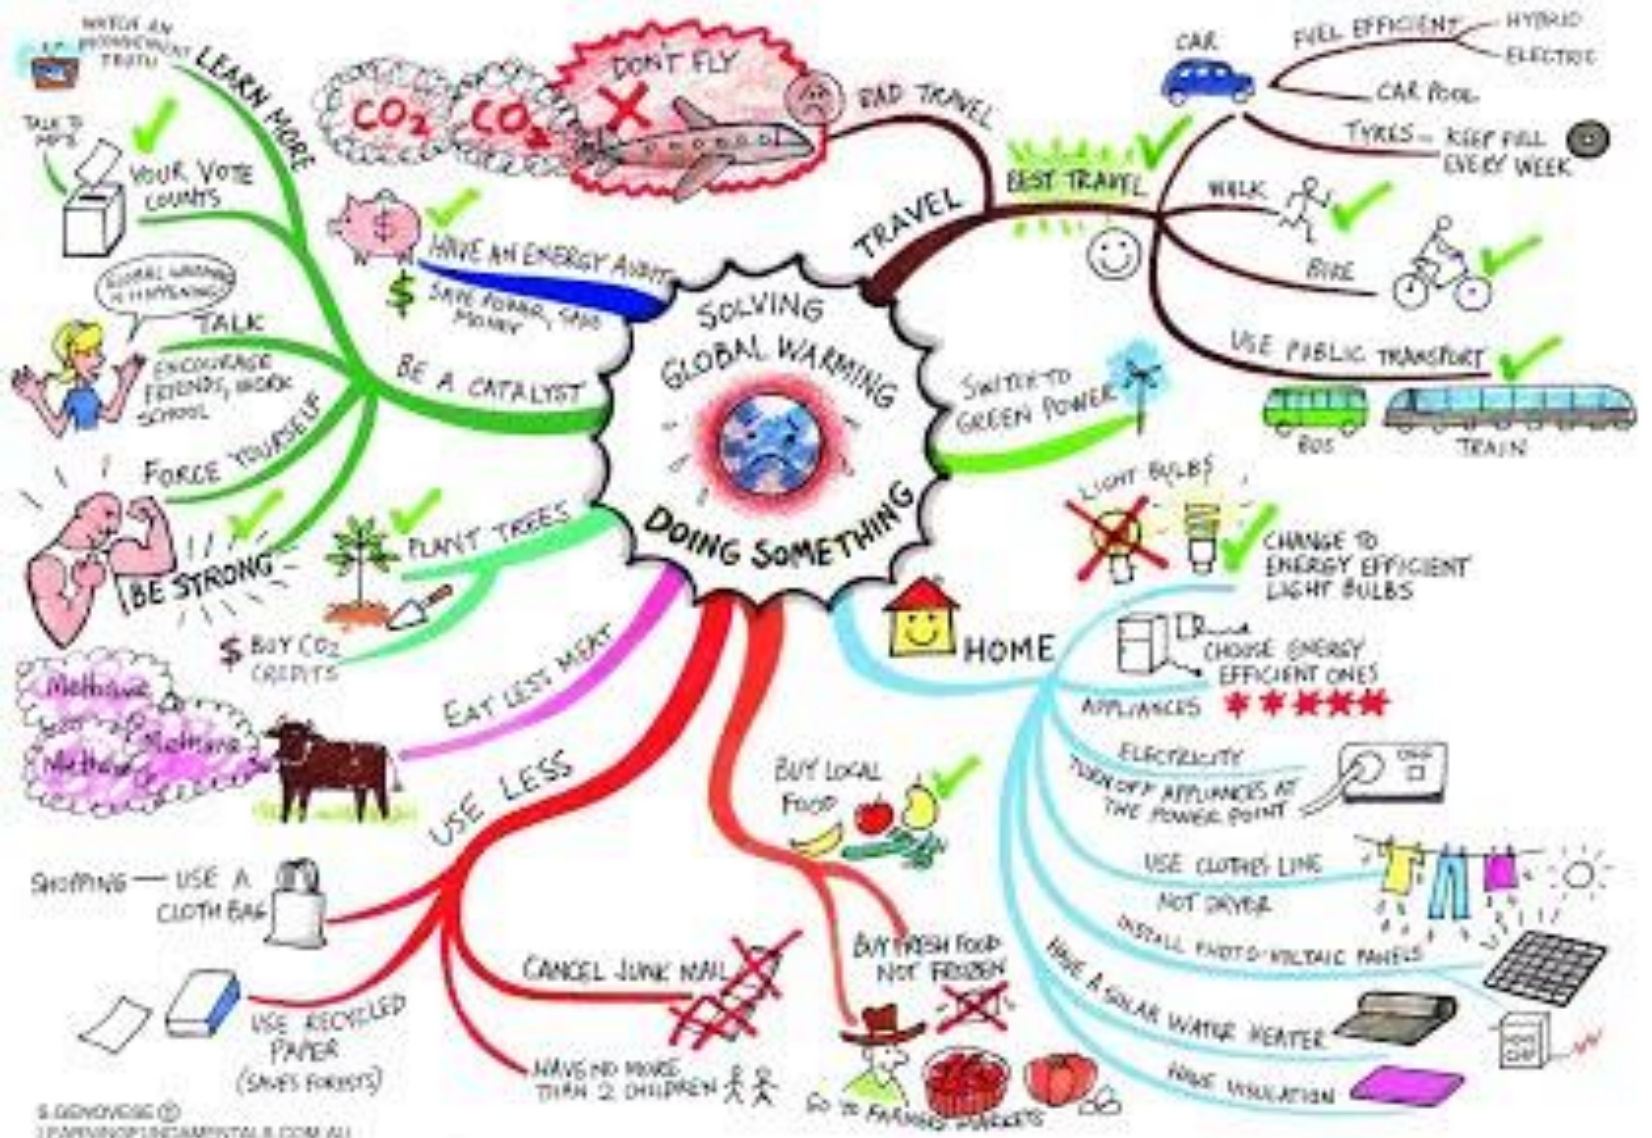 SOLVING
GLOBAL WARMING
DOING SOMETHING
TRAVEL
BAD TRAVEL
DON'T FLY
CO2
CO2
BEST TRAVEL
CAR
FUEL EFFICIENT
HYBRID
ELECTRIC
CAR POOL
TYRES - KEEP FULL
EVERY WEEK
WALK
BIKE
USE PUBLIC TRANSPORT
BUS
TRAIN
SWITCH TO
GREEN POWER
HOME
LIGHT BULBS
CHANGE TO
ENERGY EFFICIENT
LIGHT BULBS
CHOOSE ENERGY
EFFICIENT ONES
APPLIANCES
ELECTRICITY
TURN OFF APPLIANCES AT
THE POWER POINT
USE CLOTHES LINE
NOT DRYER
INSTALL PHOTO-VOLTAIC PANELS
HAVE A SOLAR WATER HEATER
HAVE INSULATION
BUY LOCAL
FOOD
BUY FRESH FOOD
NOT FROZEN
GO TO FARMERS MARKETS
USE LESS
SHOPPING - USE A
CLOTH BAG
USE RECYCLED
PAPER
(SAVES FORESTS)
CANCEL JUNK MAIL
HAVE NO MORE
THAN 2 CHILDREN
EAT LESS MEAT
Methane
Methane
Methane
PLANT TREES
$ BUY CO2
CREDITS
BE A CATALYST
LEARN MORE
WATCH AN
INCONVENIENT
TRUTH
YOUR VOTE
COUNTS
TALK TO
MP'S
TALK
GLOBAL WARMING
IS HAPPENING!
ENCOURAGE
FRIENDS, WORK
SCHOOL
FORCE YOURSELF
BE STRONG
HAVE AN ENERGY AUDIT
$ SAVE POWER, SAVE
MONEY
$
S.GENOVESE ©
LEARNINGFUNDAMENTALS.COM.AU